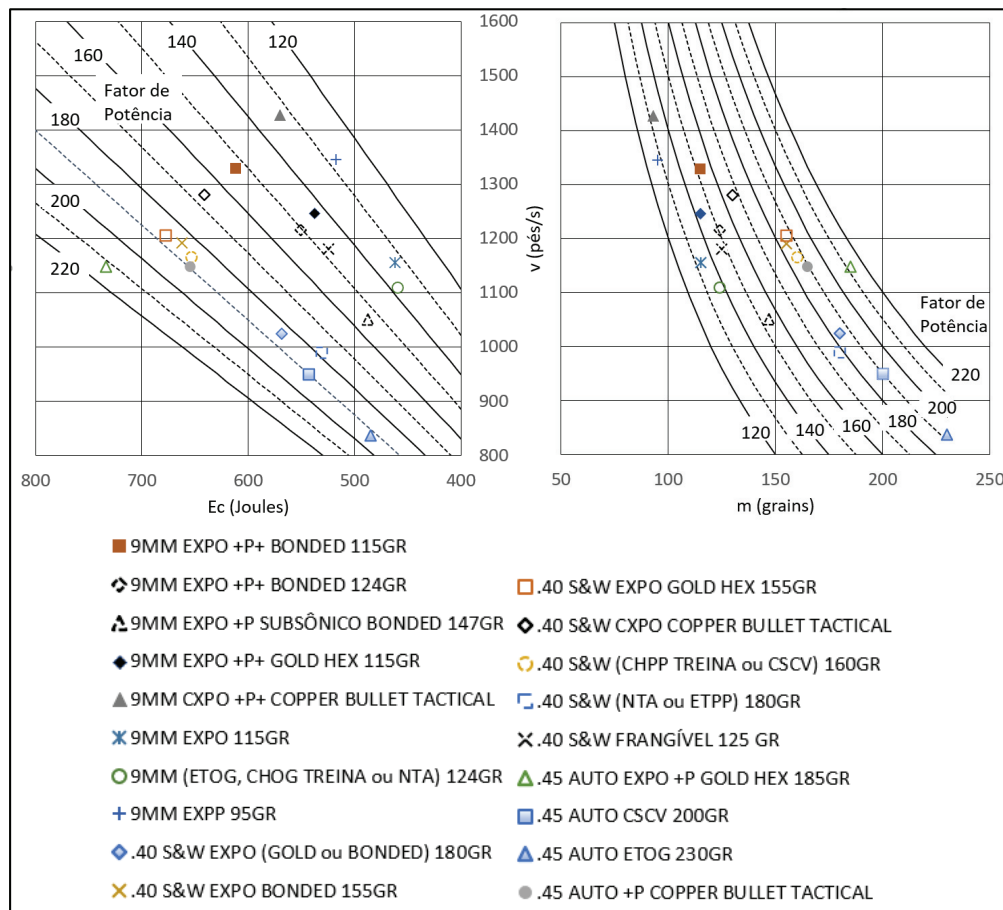 1600
1500
1400
1300
1200
1100
1000
900
800
v (pés/s)
160
140
120
Fator de
Potência
180
200
220
800
700
600
500
400
Ec (Joules)
Fator de
Potência
220
200
180
160
140
120
50
100
150
200
250
m (grains)
9MM EXPO +P+ BONDED 115GR
9MM EXPO +P+ BONDED 124GR
9MM EXPO +P SUBSÔNICO BONDED 147GR
9MM EXPO +P+ GOLD HEX 115GR
9MM CXPO +P+ COPPER BULLET TACTICAL
9MM EXPO 115GR
9MM (ETOG, CHOG TREINA ou NTA) 124GR
9MM EXPP 95GR
.40 S&W EXPO (GOLD ou BONDED) 180GR
.40 S&W EXPO BONDED 155GR
.40 S&W EXPO GOLD HEX 155GR
.40 S&W CXPO COPPER BULLET TACTICAL
.40 S&W (CHPP TREINA ou CSCV) 160GR
.40 S&W (NTA ou ETPP) 180GR
.40 S&W FRANGÍVEL 125 GR
.45 AUTO EXPO +P GOLD HEX 185GR
.45 AUTO CSCV 200GR
.45 AUTO ETOG 230GR
.45 AUTO +P COPPER BULLET TACTICAL